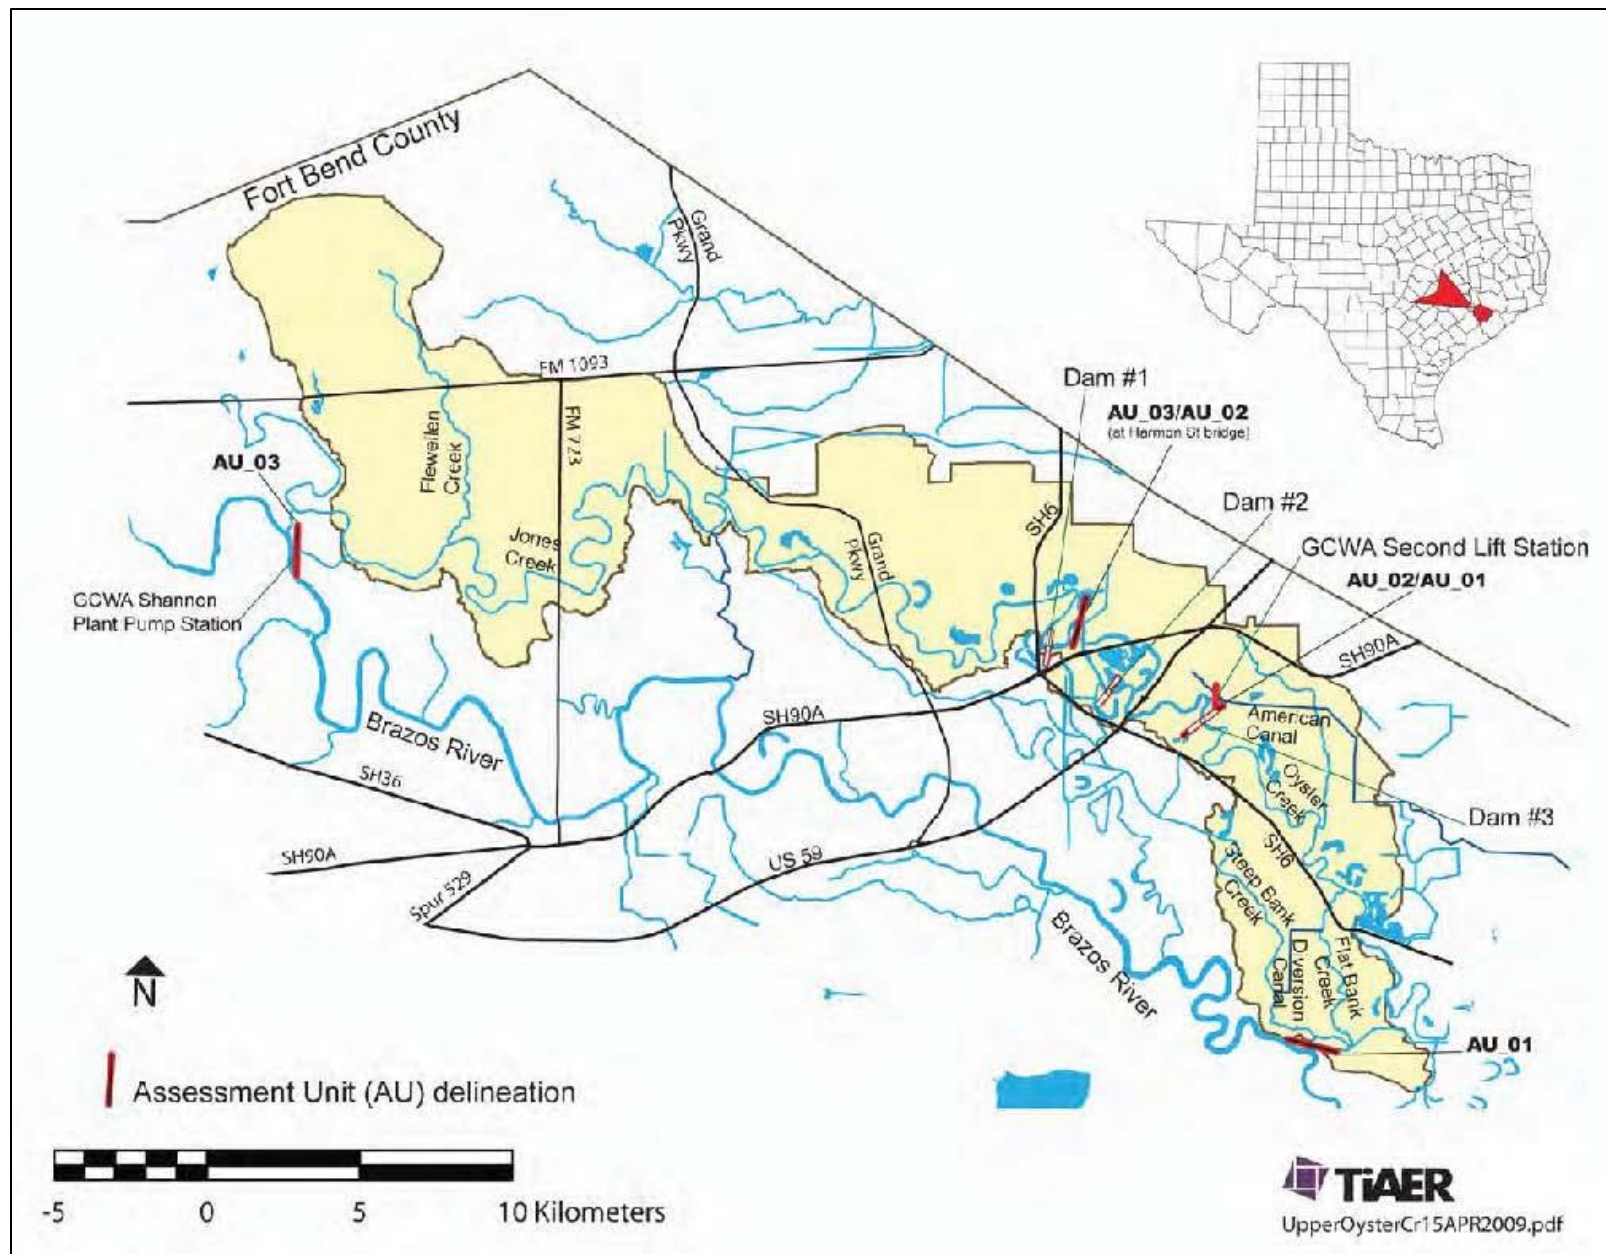 Fort Bend County
Grand
Pkwy
FM 1093
FM 723
Dam #1
AU_03/AU_02
(at Harmon St bridge)
Flewellen
Creek
AU_03
Dam #2
SH6
GCWA Second Lift Station
AU_02/AU_01
Jones
Creek
Grand
Pkwy
GCWA Shannon
Plant Pump Station
SH90A
SH90A
American
Canal
Brazos River
SH36
Oyster
Creek
Dam #3
SH90A
US 59
SH6
Spur 529
Steep Bank
Creek
Brazos River
Flat Bank
Creek
Diversion
Canal
N
AU_01
Assessment Unit (AU) delineation
-5 0 5 10 Kilometers
TiAER
UpperOysterCr15APR2009.pdf